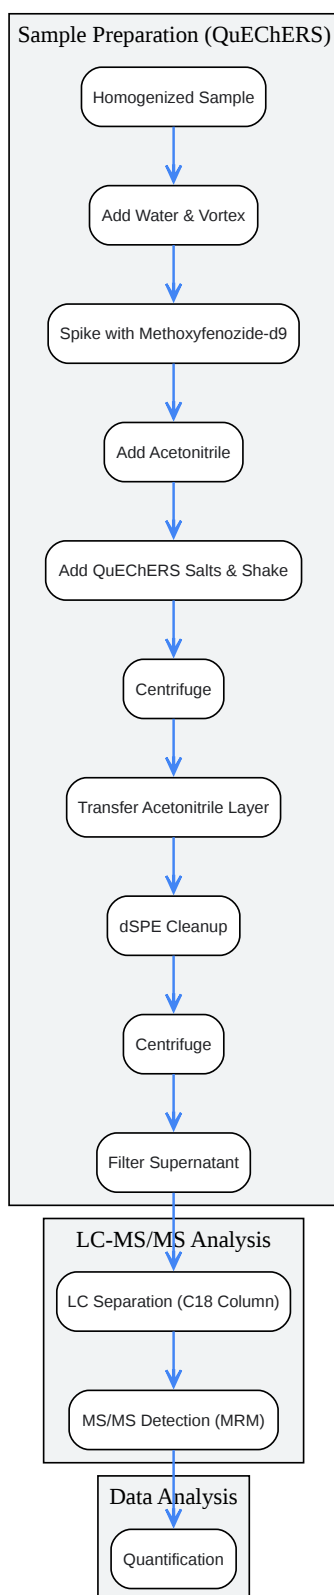 Sample Preparation (QuEChERS)
Homogenized Sample
Add Water & Vortex
Spike with Methoxyfenozide-d9
Add Acetonitrile
Add QuEChERS Salts & Shake
Centrifuge
Transfer Acetonitrile Layer
dSPE Cleanup
Centrifuge
Filter Supernatant
LC-MS/MS Analysis
LC Separation (C18 Column)
MS/MS Detection (MRM)
Data Analysis
Quantification